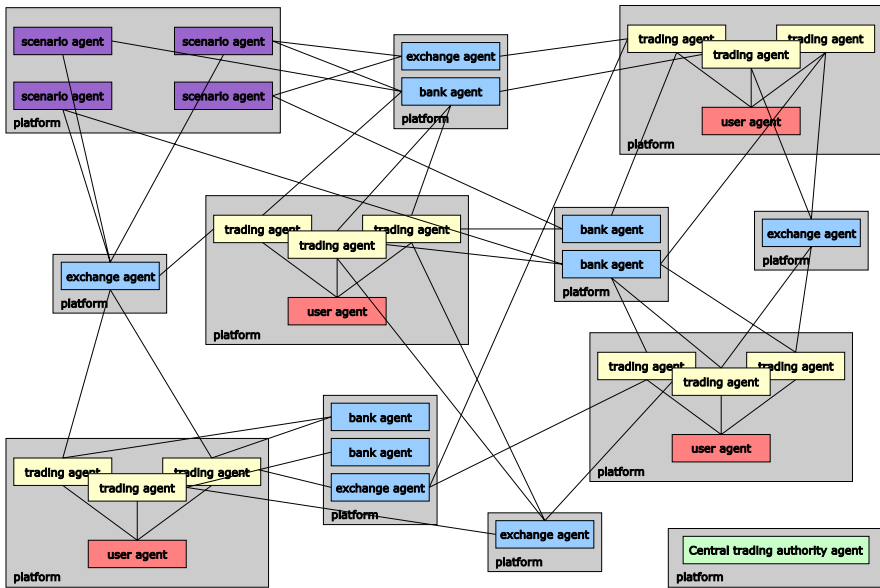 scenario agent
scenario agent
scenario agent
scenario agent
platform
exchange agent
bank agent
platform
trading agent
trading agent
trading agent
user agent
platform
trading agent
trading agent
trading agent
user agent
platform
bank agent
bank agent
platform
exchange agent
platform
exchange agent
platform
trading agent
trading agent
trading agent
user agent
platform
bank agent
bank agent
exchange agent
platform
trading agent
trading agent
trading agent
user agent
platform
exchange agent
platform
Central trading authority agent
platform